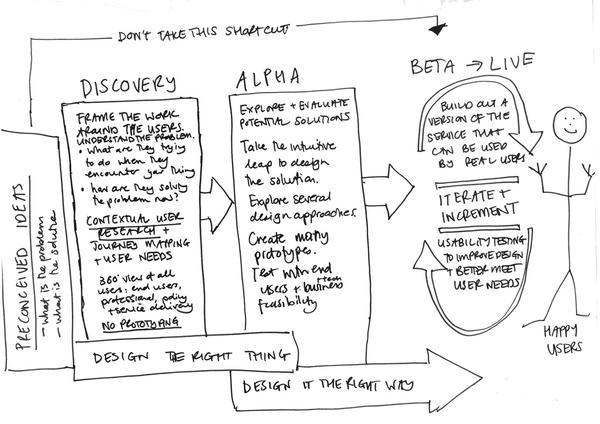 DON'T TAKE THIS SHORTCUT
PRECONCEIVED IDEAS
- what is the problem
- what is the solution
DISCOVERY
FRAME THE WORK
AROUND THE USERS.
UNDERSTAND THE PROBLEM.
• what are they trying
to do when they
encounter your thing
• how are they solving
the problem now?
CONTEXTUAL USER
RESEARCH +
JOURNEY MAPPING
+ USER NEEDS
360° view of all
users: end users,
professional, policy
+ service delivery
NO PROTOTYPING
ALPHA
EXPLORE + EVALUATE
POTENTIAL SOLUTIONS
Take the intuitive
leap to design
the solution.
Explore several
design approaches.
Create many
prototypes.
Test with end
users + business + tech
feasibility
BETA → LIVE
BUILD OUT A
VERSION OF THE
SERVICE THAT
CAN BE USED
BY REAL USERS
ITERATE +
INCREMENT
USABILITY TESTING
TO IMPROVE DESIGN
+ BETTER MEET
USER NEEDS
HAPPY
USERS
DESIGN THE RIGHT THING
DESIGN IT THE RIGHT WAY